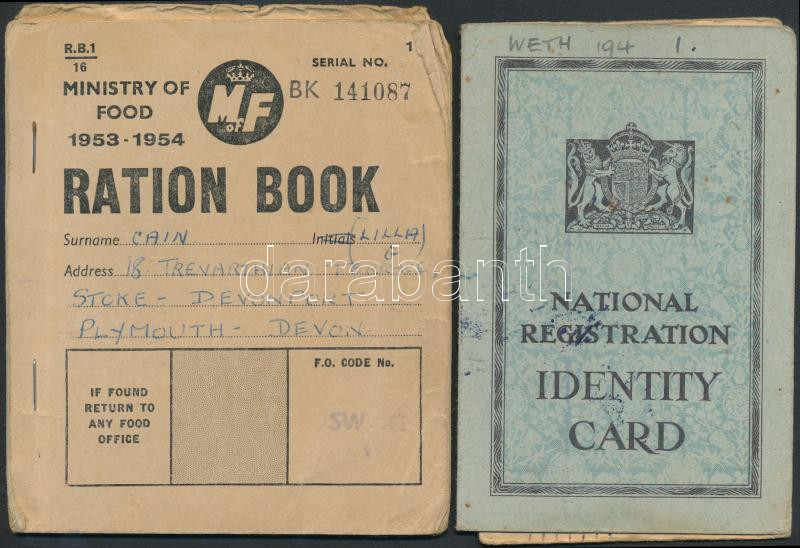 R.B.1
16
MINISTRY OF
FOOD
1953-1954
M of F
1
SERIAL NO.
BK 141087
RATION BOOK
Surname CAIN Initials (LILLA)
Address 18 
STOKE - DEVONPORT
PLYMOUTH - DEVON
IF FOUND
RETURN TO
ANY FOOD
OFFICE
F.O. CODE No.
SW
WETH 194 1.
NATIONAL
REGISTRATION
IDENTITY
CARD
darabanth